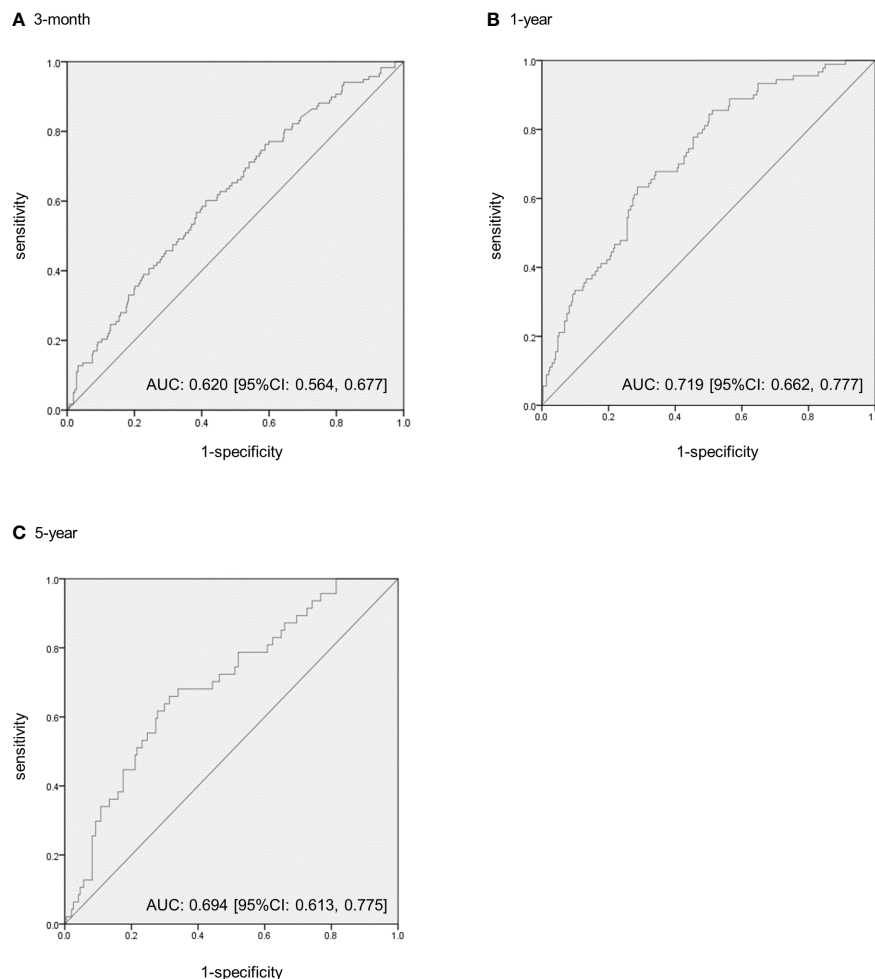 A 3-month
1.0
0.8
0.6
0.4
0.2
0.0
sensitivity
AUC: 0.620 [95%CI: 0.564, 0.677]
0.0 0.2 0.4 0.6 0.8 1.0
1-specificity
B 1-year
1.0
0.8
0.6
0.4
0.2
0.0
sensitivity
AUC: 0.719 [95%CI: 0.662, 0.777]
0.0 0.2 0.4 0.6 0.8 1.
1-specificity
C 5-year
1.0
0.8
0.6
0.4
0.2
0.0
sensitivity
AUC: 0.694 [95%CI: 0.613, 0.775]
0.0 0.2 0.4 0.6 0.8 1.0
1-specificity